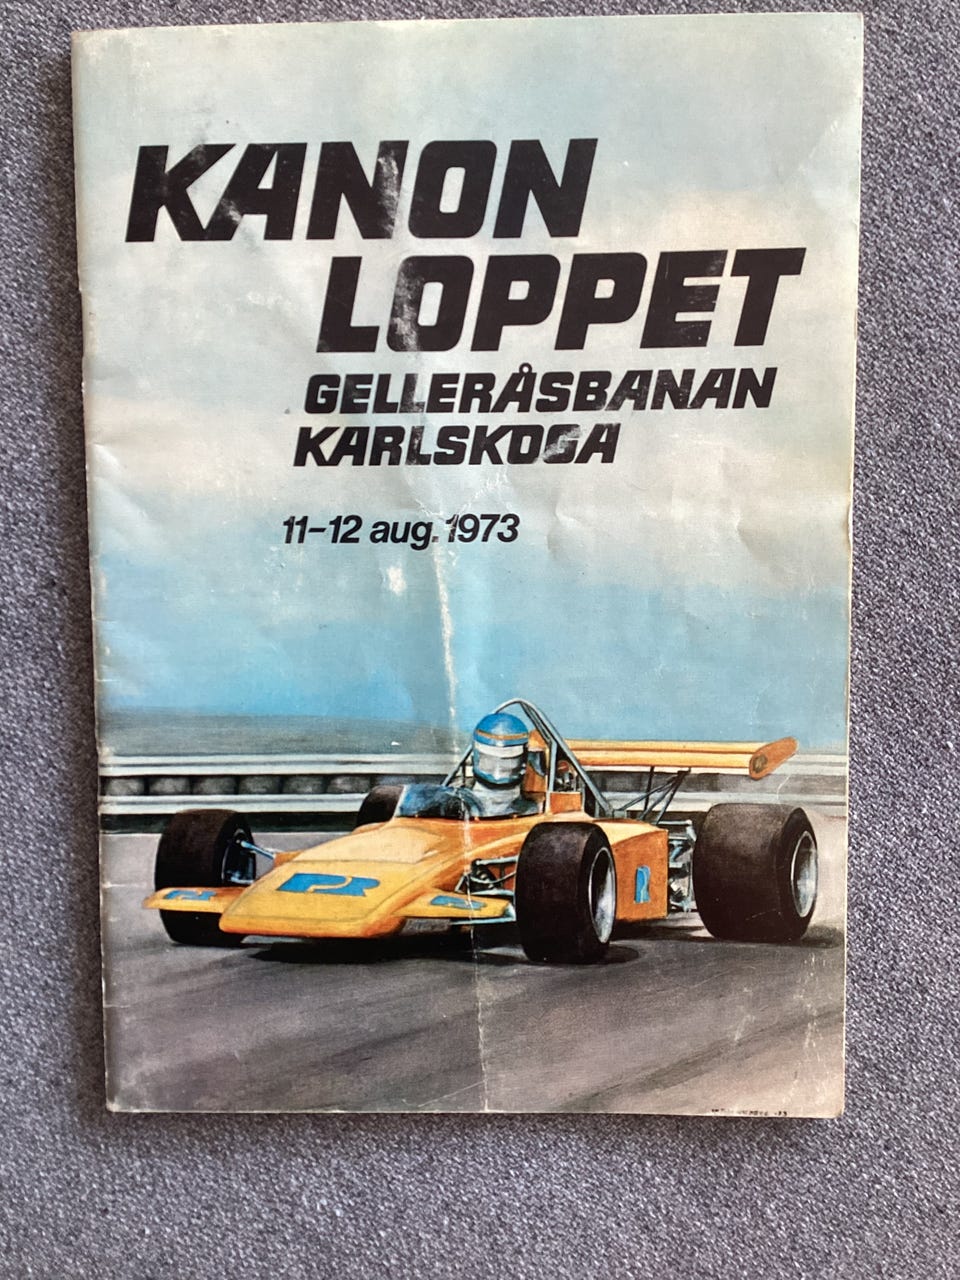 KANON
LOPPET
GELLERÅSBANAN
KARLSKOGA
11-12 aug. 1973